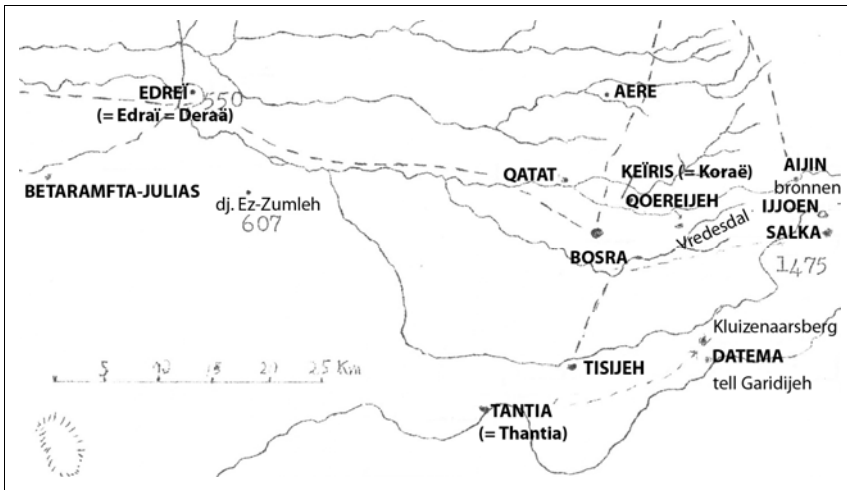 EDREÏ
550
(= Edraï = Deraä)
AERE
BETARAMFTA-JULIAS
dj. Ez-Zumleh
607
QATAT
KEÏRIS (= Koraë)
QOEREIJEH
AIJIN
bronnen
IJJOEN
SALKA
1475
Vredesdal
BOSRA
Kluizenaarsberg
TISIJEH
DATEMA
tell Garidijeh
5 10 15 20 25 Km
TANTIA
(= Thantia)